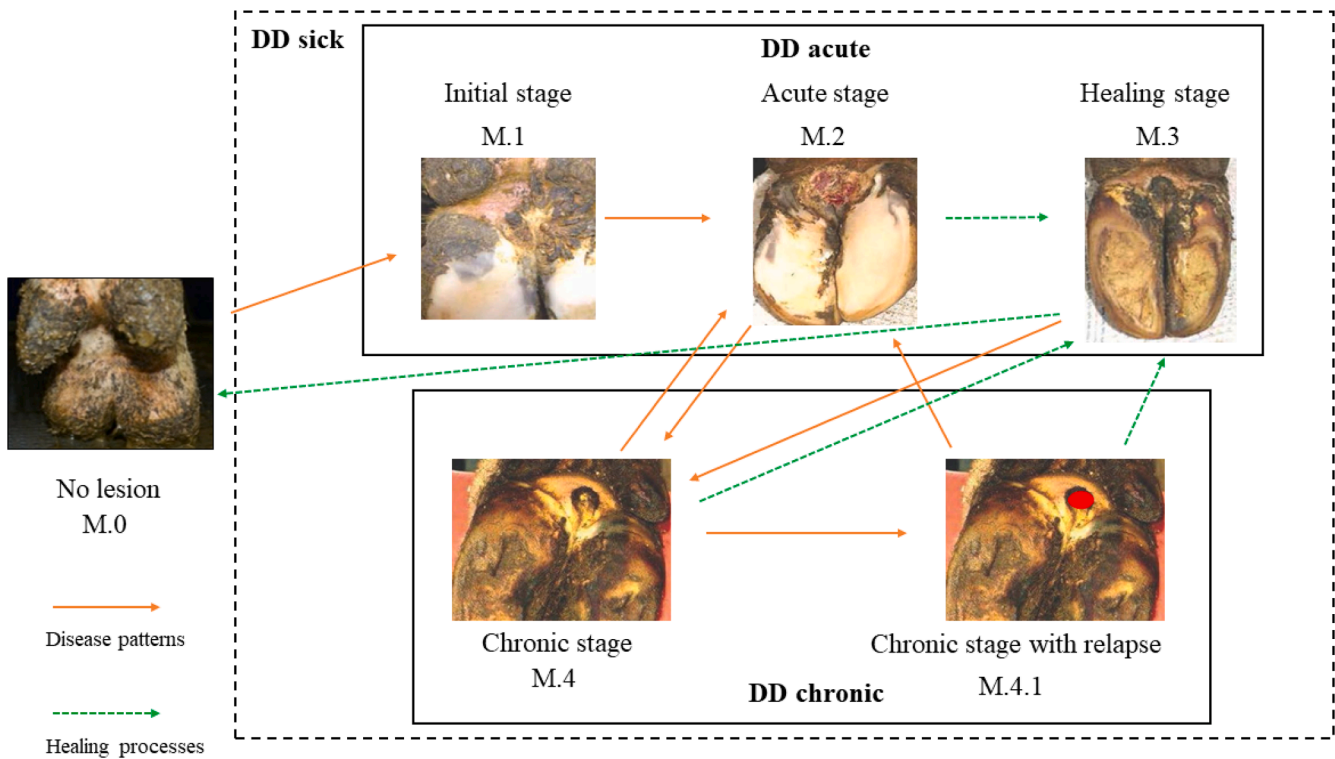 DD sick
DD acute
Initial stage
M.1
Acute stage
M.2
Healing stage
M.3
No lesion
M.0
Chronic stage
M.4
Chronic stage with relapse
M.4.1
DD chronic
Disease patterns
Healing processes